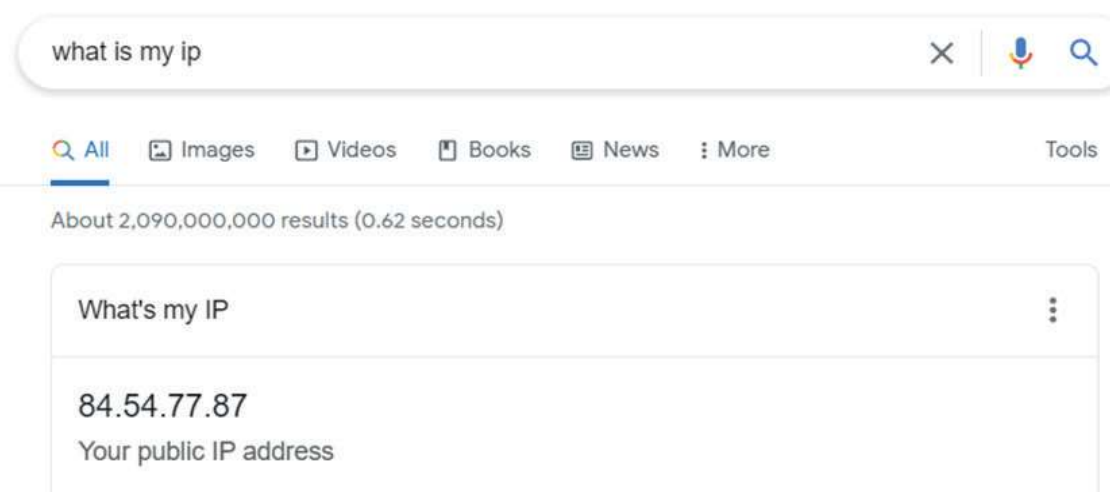 what is my ip
All Images Videos Books News More Tools
About 2,090,000,000 results (0.62 seconds)
What's my IP
84.54.77.87
Your public IP address